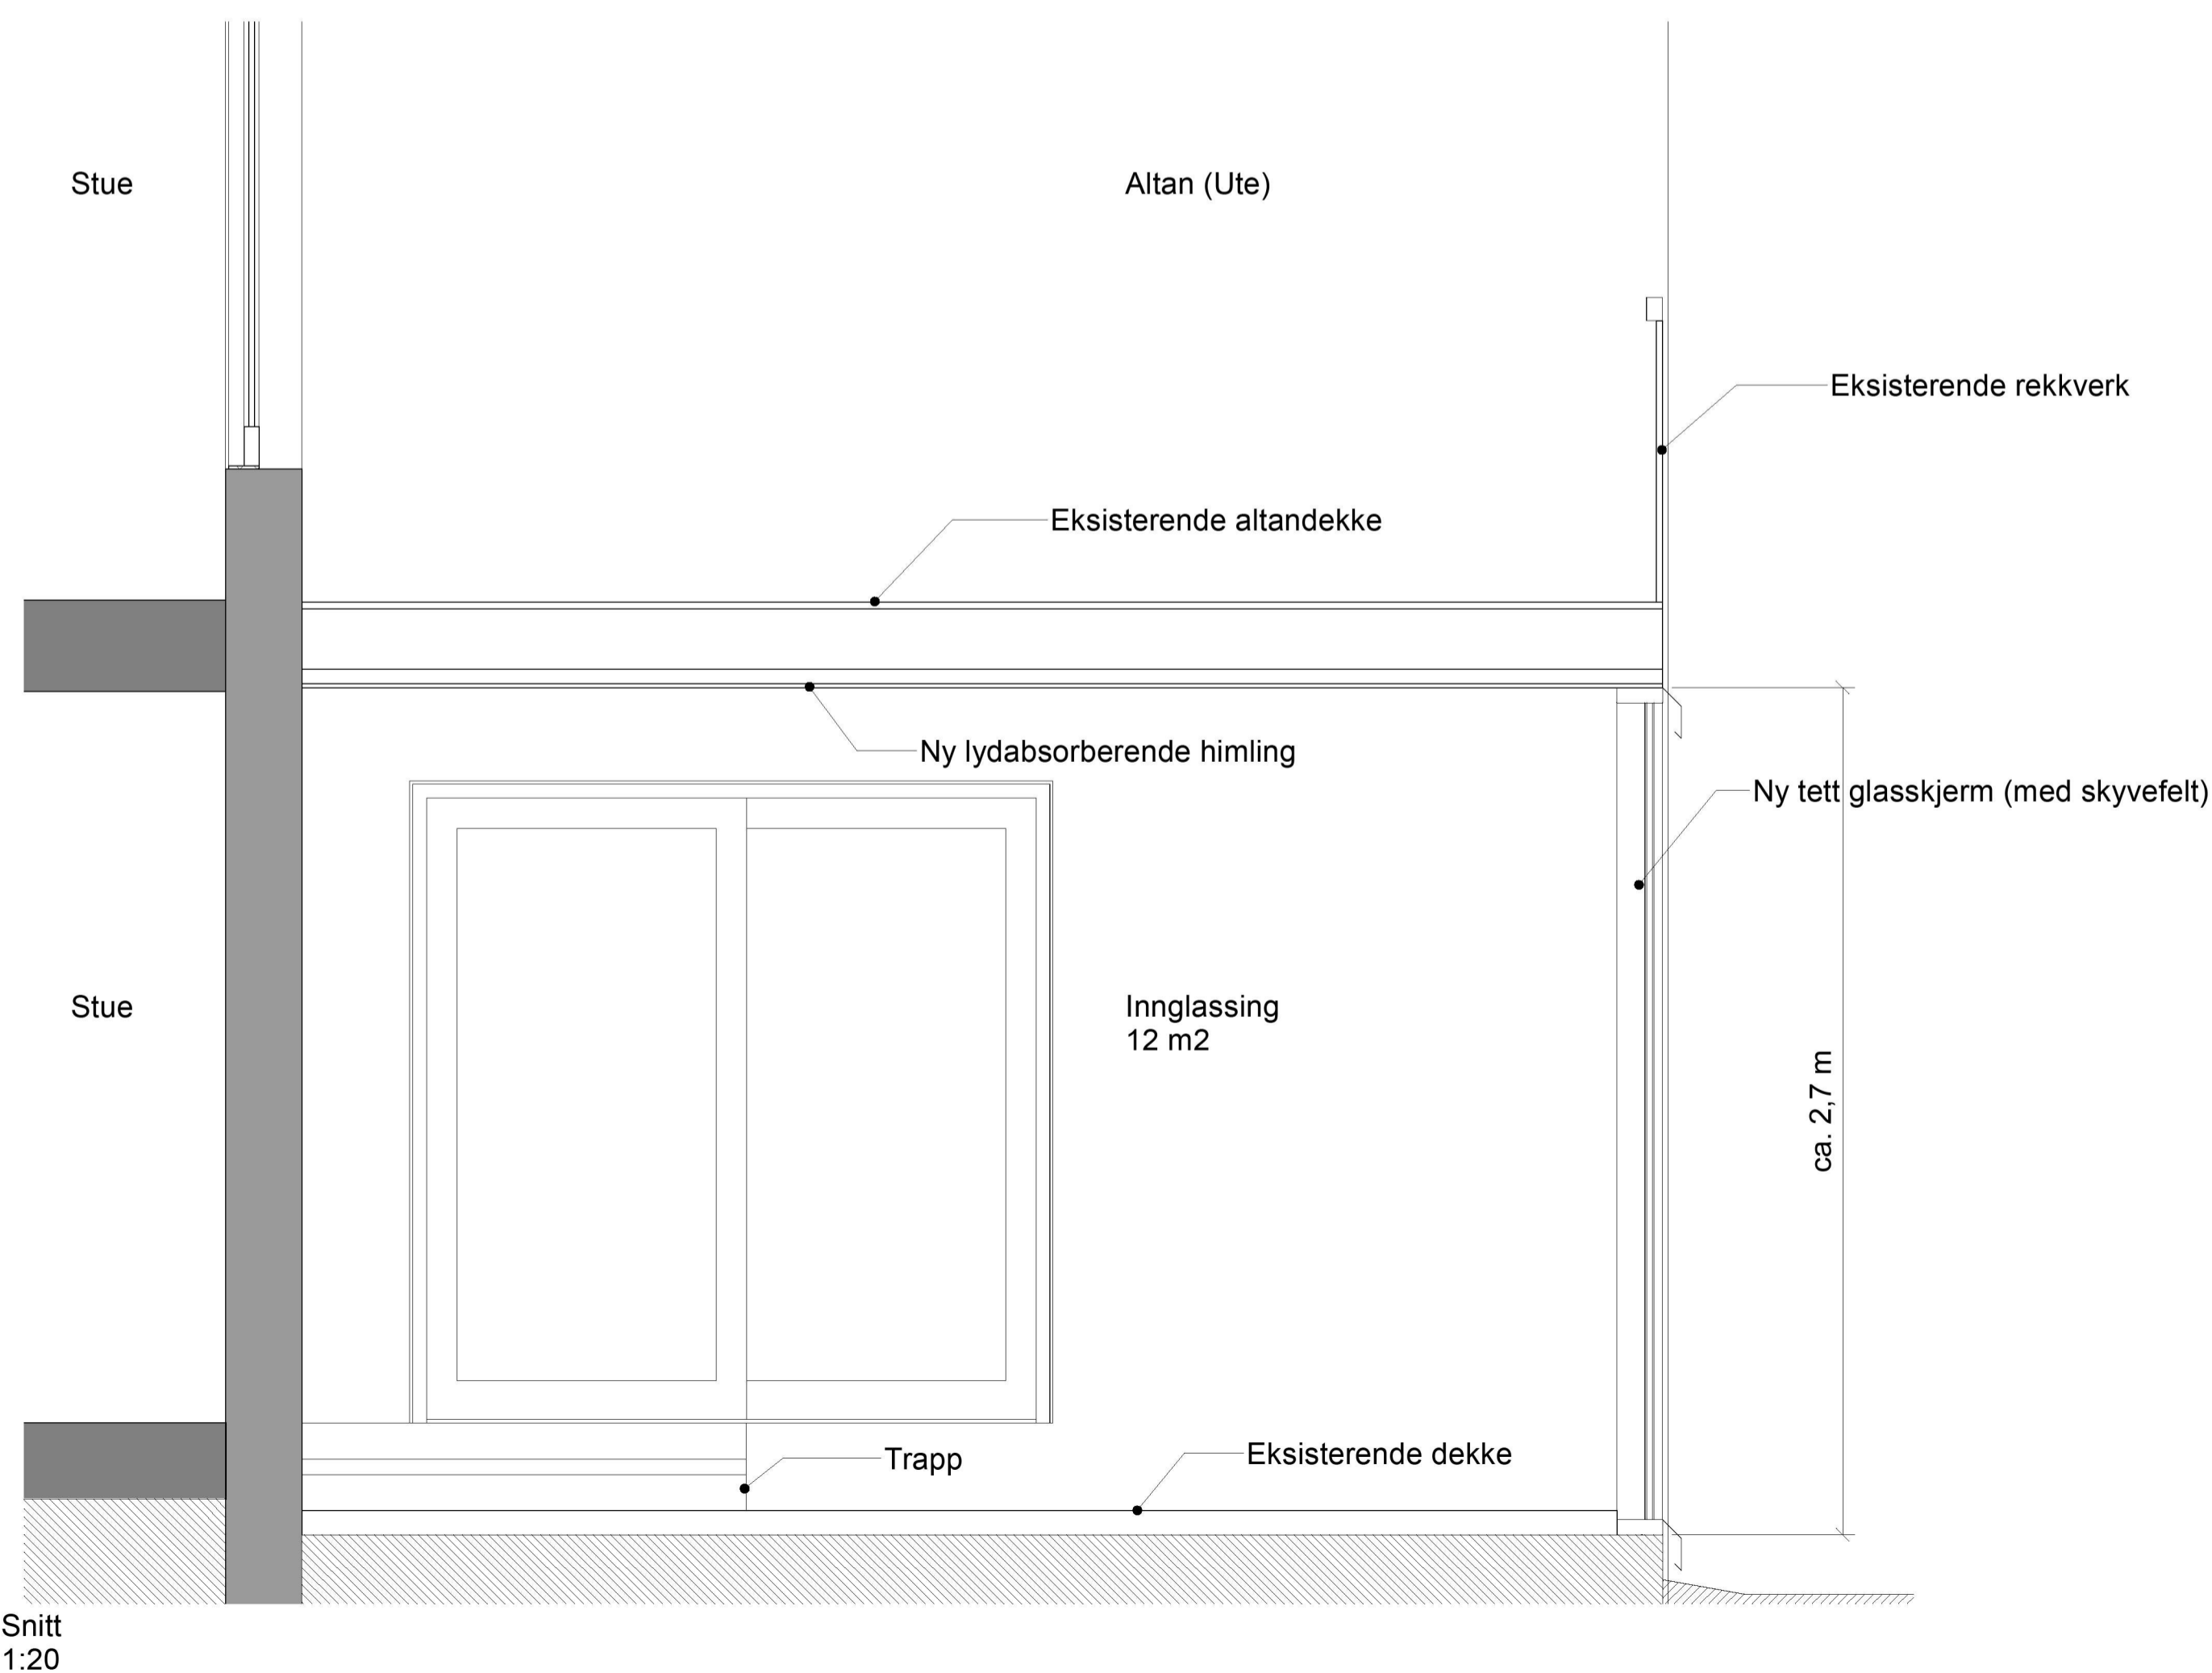 Stue
Altan (Ute)
Eksisterende rekkverk
Eksisterende altandekke
Ny lydabsorberende himling
Ny tett glasskjerm (med skyvefelt)
Stue
Innglassing
12 m2
ca. 2,7 m
Trapp
Eksisterende dekke
Snitt
1:20